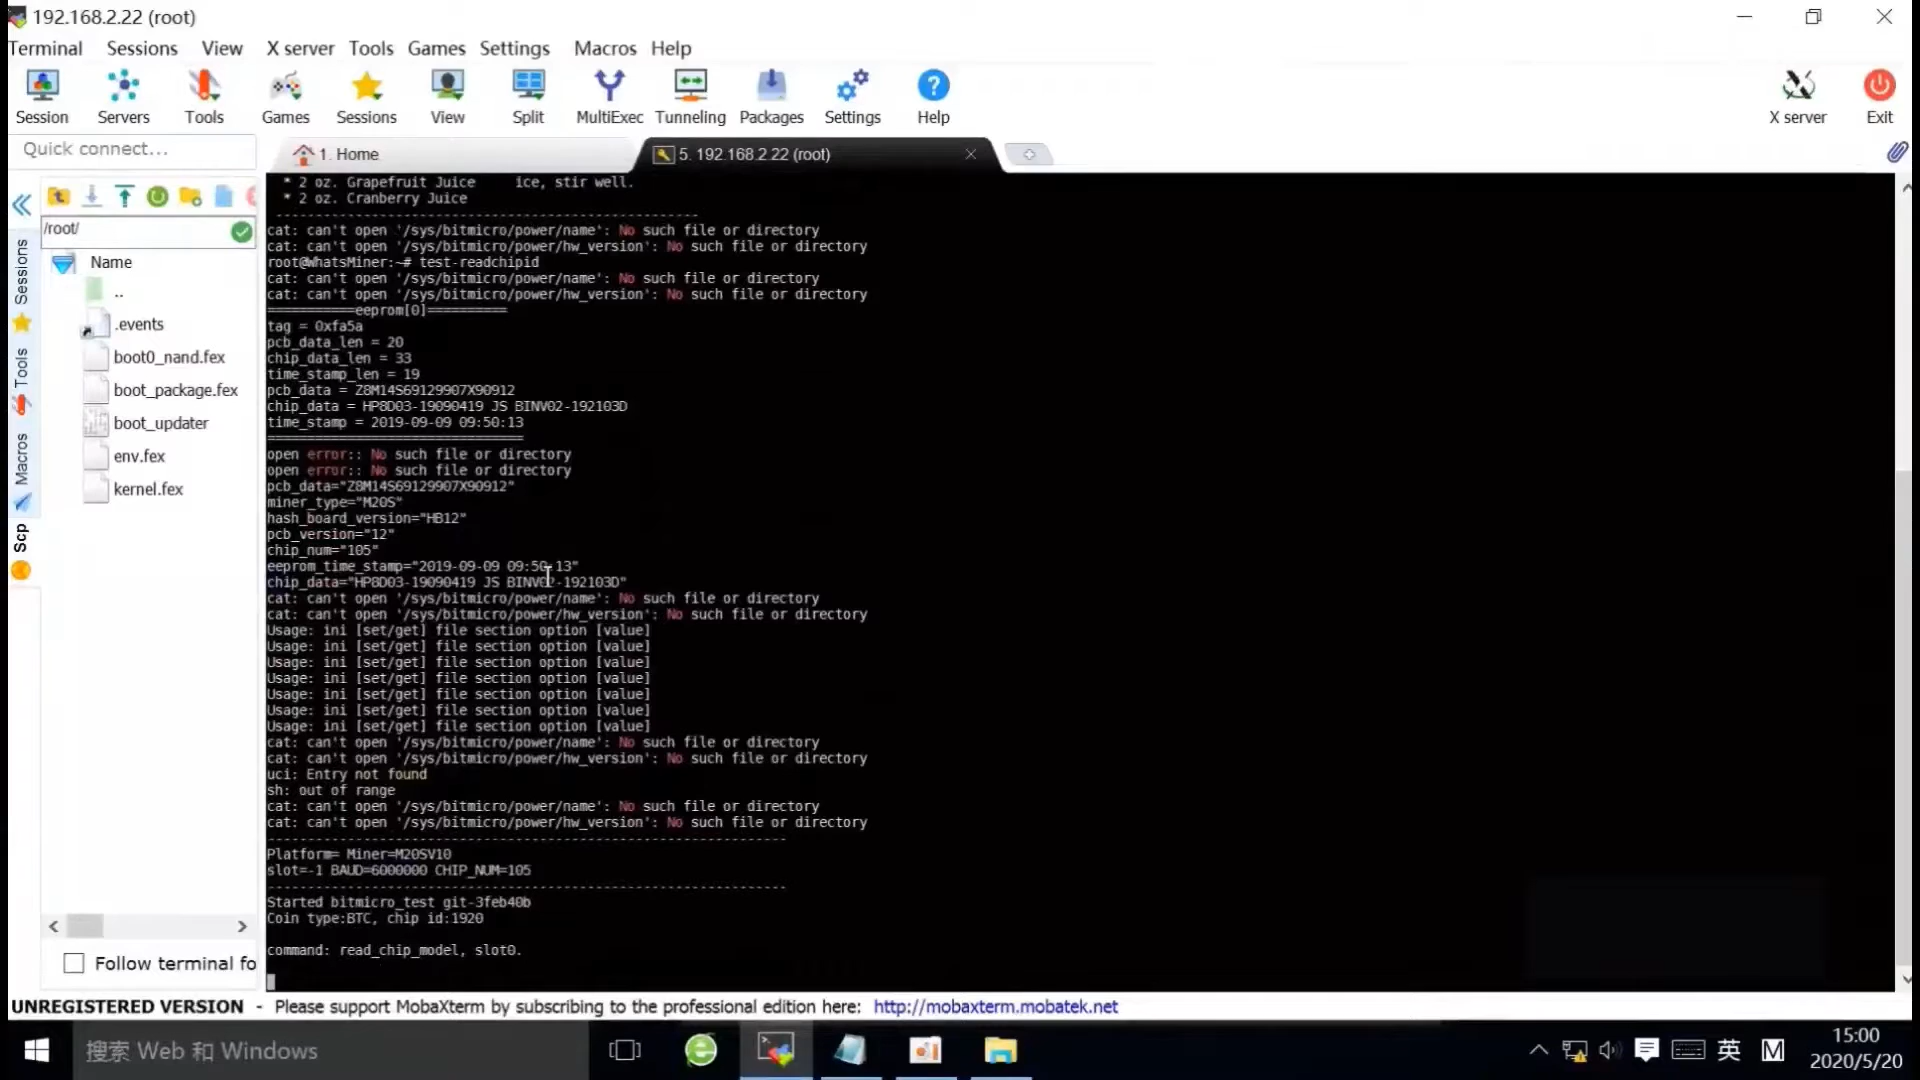 192.168.2.22 (root)
Terminal Sessions View X server Tools Games Settings Macros Help
Session Servers Tools Games Sessions View Split MultiExec Tunneling Packages Settings Help X server Exit
Quick connect...
1. Home
5. 192.168.2.22 (root)
/root/
Name
..
.events
boot0_nand.fex
boot_package.fex
boot_updater
env.fex
kernel.fex
Sessions
Tools
Macros
Scp
Follow terminal fo
* 2 oz. Grapefruit Juice ice, stir well.
* 2 oz. Cranberry Juice
-----------------------------------------------------
cat: can't open '/sys/bitmicro/power/name': No such file or directory
cat: can't open '/sys/bitmicro/power/hw_version': No such file or directory
root@WhatsMiner:~# test-readchipid
cat: can't open '/sys/bitmicro/power/name': No such file or directory
cat: can't open '/sys/bitmicro/power/hw_version': No such file or directory
===========eeprom[0]==========
tag = 0xfa5a
pcb_data_len = 20
chip_data_len = 33
time_stamp_len = 19
pcb_data = Z8M14S69129907X90912
chip_data = HP8D03-19090419 JS BINV02-192103D
time_stamp = 2019-09-09 09:50:13
================================
open error:: No such file or directory
open error:: No such file or directory
pcb_data="Z8M14S69129907X90912"
miner_type="M20S"
hash_board_version="HB12"
pcb_version="12"
chip_num="105"
eeprom_time_stamp="2019-09-09 09:50:13"
chip_data="HP8D03-19090419 JS BINV02-192103D"
cat: can't open '/sys/bitmicro/power/name': No such file or directory
cat: can't open '/sys/bitmicro/power/hw_version': No such file or directory
Usage: ini [set/get] file section option [value]
Usage: ini [set/get] file section option [value]
Usage: ini [set/get] file section option [value]
Usage: ini [set/get] file section option [value]
Usage: ini [set/get] file section option [value]
Usage: ini [set/get] file section option [value]
Usage: ini [set/get] file section option [value]
cat: can't open '/sys/bitmicro/power/name': No such file or directory
cat: can't open '/sys/bitmicro/power/hw_version': No such file or directory
uci: Entry not found
sh: out of range
cat: can't open '/sys/bitmicro/power/name': No such file or directory
cat: can't open '/sys/bitmicro/power/hw_version': No such file or directory
-----------------------------------------------------------------
Platform= Miner=M20SV10
slot=-1 BAUD=6000000 CHIP_NUM=105
-----------------------------------------------------------------
Started bitmicro_test git-3feb40b
Coin type:BTC, chip id:1920
command: read_chip_model, slot0.
UNREGISTERED VERSION - Please support MobaXterm by subscribing to the professional edition here: http://mobaxterm.mobatek.net
搜索 Web 和 Windows
英
M
15:00
2020/5/20